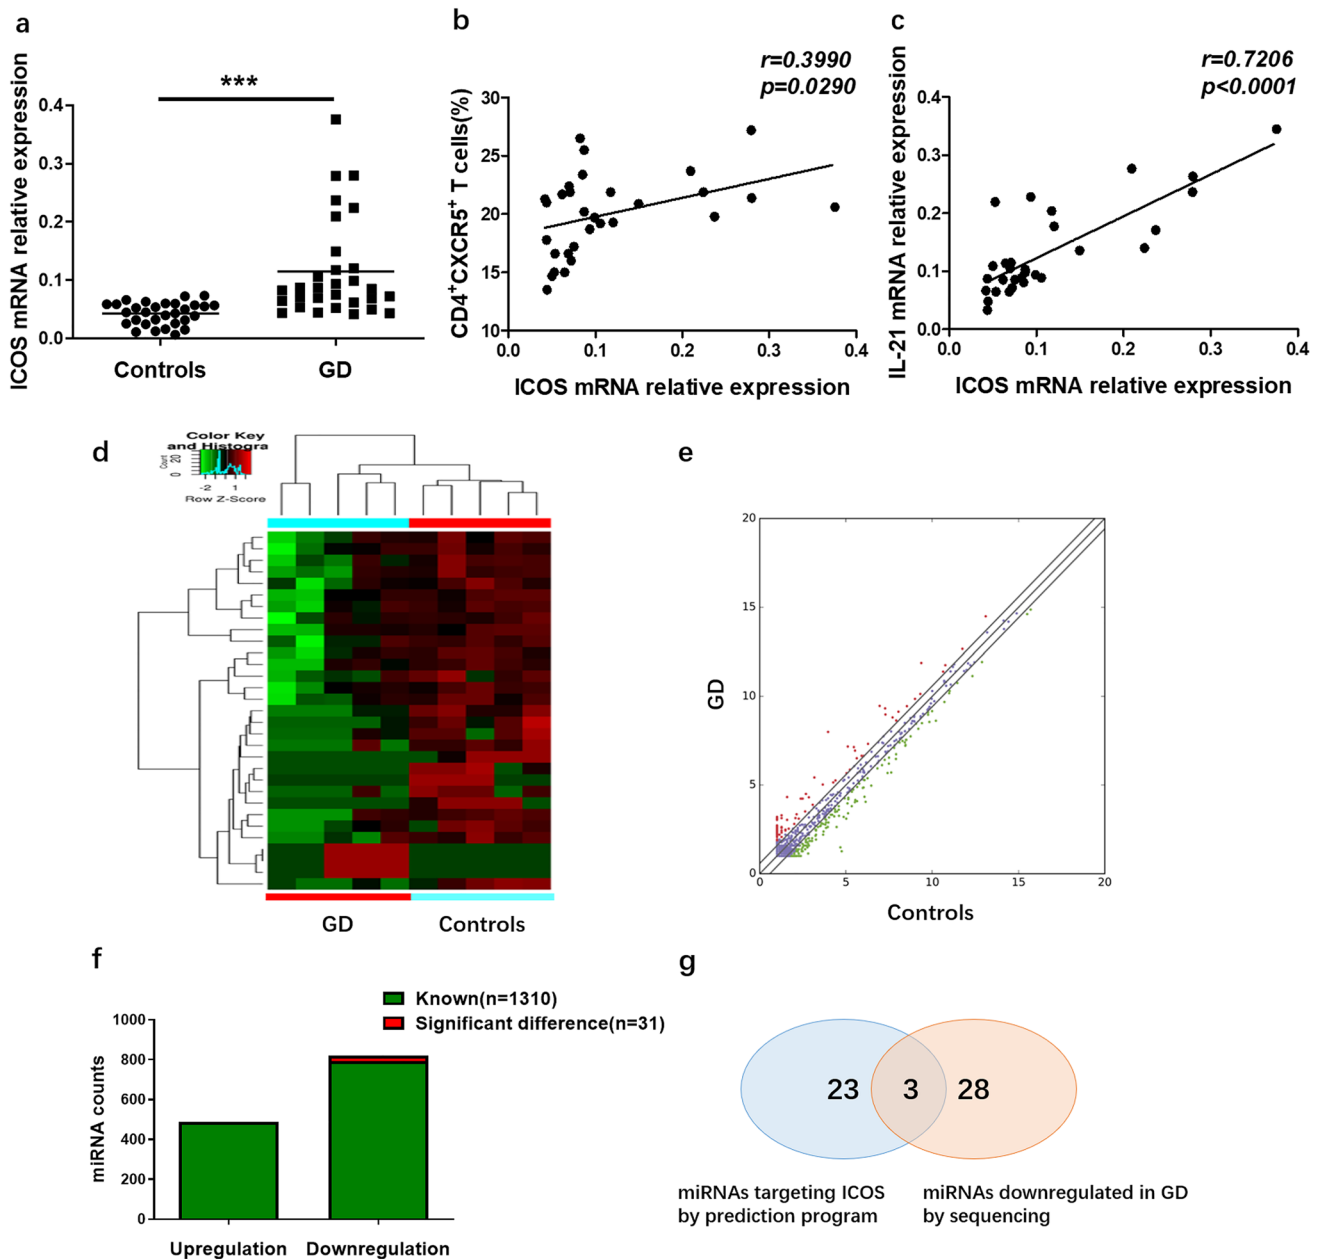 a
ICOS mRNA relative expression
***
0.4
0.3
0.2
0.1
0.0
Controls
GD
b
CD4+CXCR5+ T cells(%)
r=0.3990
p=0.0290
30
25
20
15
10
0.0
0.1
0.2
0.3
0.4
ICOS mRNA relative expression
c
IL-21 mRNA relative expression
r=0.7206
p<0.0001
0.4
0.3
0.2
0.1
0.0
0.0
0.1
0.2
0.3
0.4
ICOS mRNA relative expression
d
Color Key
and Histogra
Count
0 20
-2
1
Row Z-Score
GD
Controls
e
GD
20
15
10
5
0
0
5
10
15
20
Controls
f
Known(n=1310)
Significant difference(n=31)
miRNA counts
1000
800
600
400
200
0
Upregulation
Downregulation
g
23
3
28
miRNAs targeting ICOS
by prediction program
miRNAs downregulated in GD
by sequencing